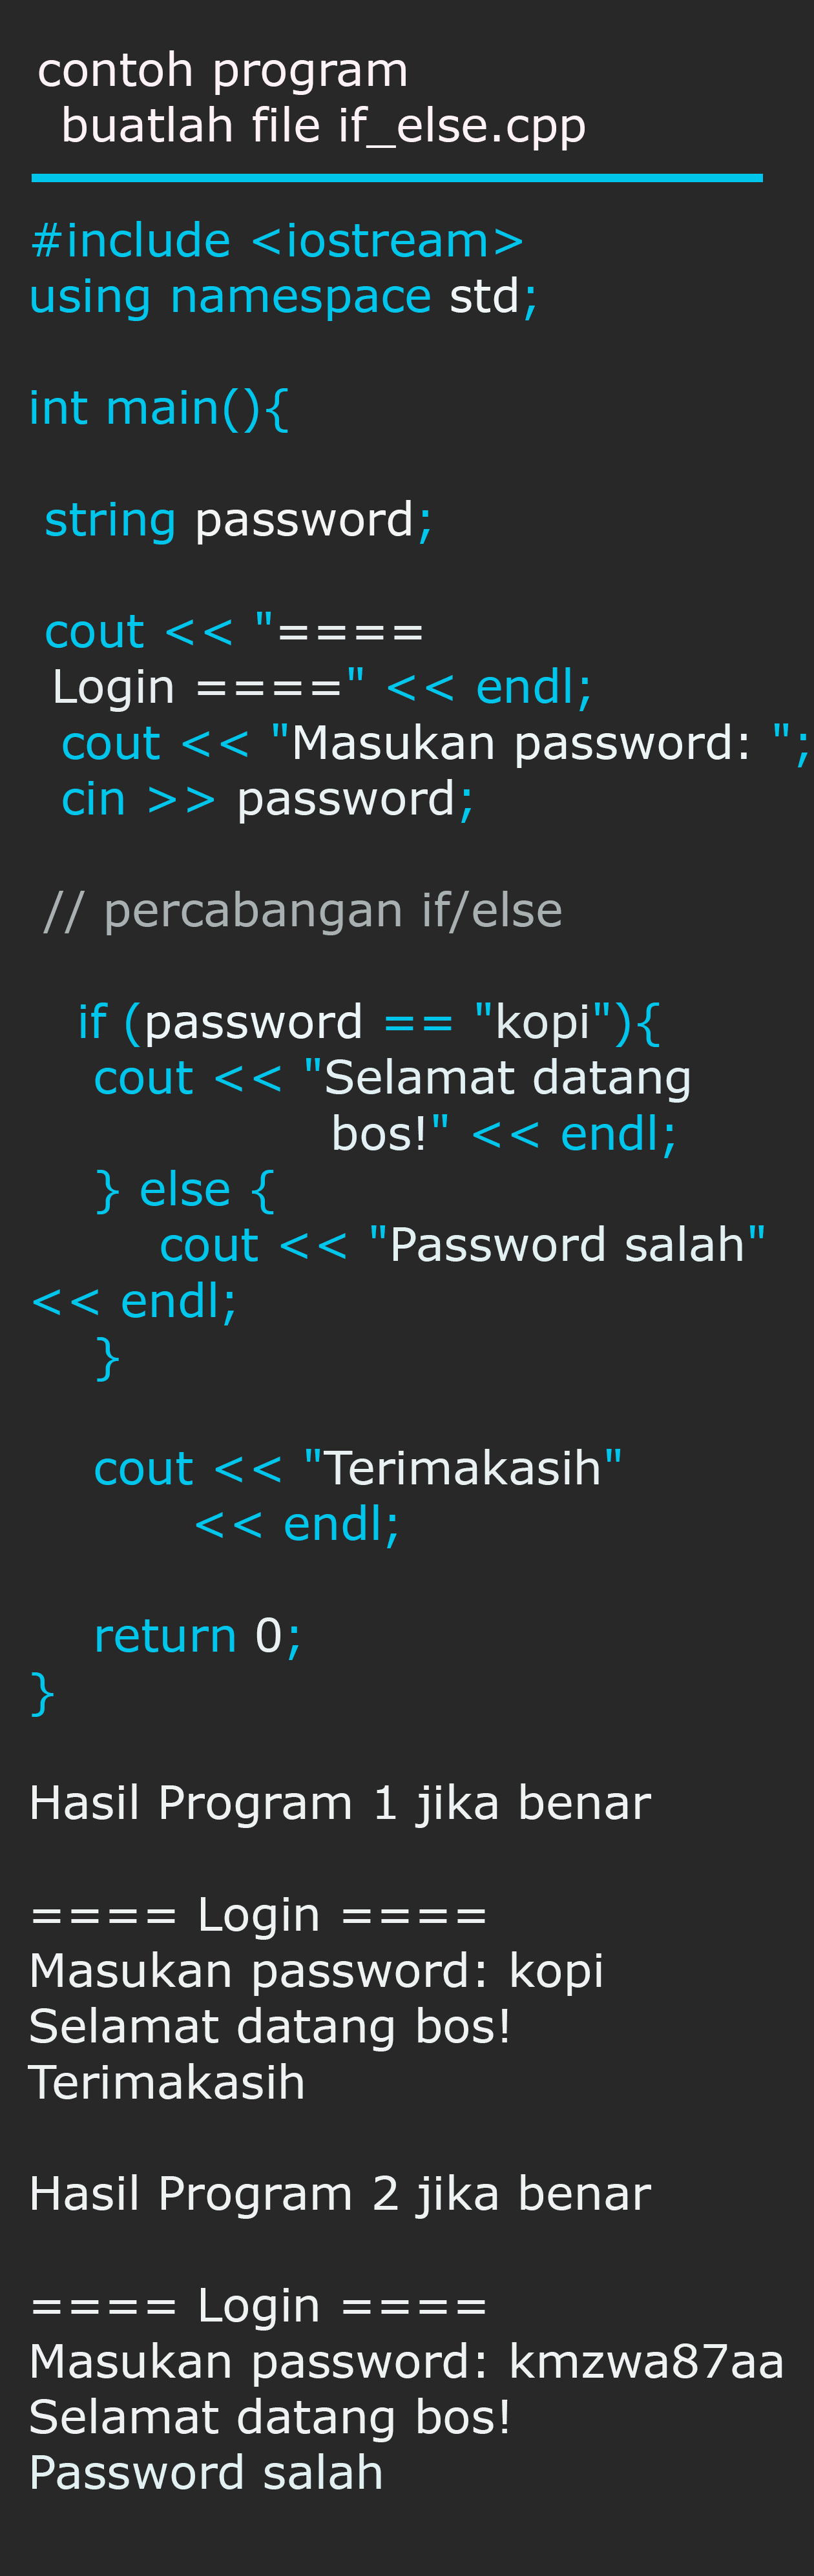 contoh program
buatlah file if_else.cpp
#include <iostream>
using namespace std;
int main(){
string password;
cout << "====
Login ====" << endl;
cout << "Masukan password: ";
cin >> password;
// percabangan if/else
if (password == "kopi"){
cout << "Selamat datang
bos!" << endl;
} else {
cout << "Password salah"
<< endl;
}
cout << "Terimakasih"
<< endl;
return 0;
}
Hasil Program 1 jika benar
==== Login ====
Masukan password: kopi
Selamat datang bos!
Terimakasih
Hasil Program 2 jika benar
==== Login ====
Masukan password: kmzwa87aa
Selamat datang bos!
Password salah